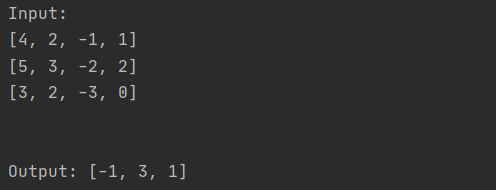 Input:
[4, 2, -1, 1]
[5, 3, -2, 2]
[3, 2, -3, 0]
Output: [-1, 3, 1]